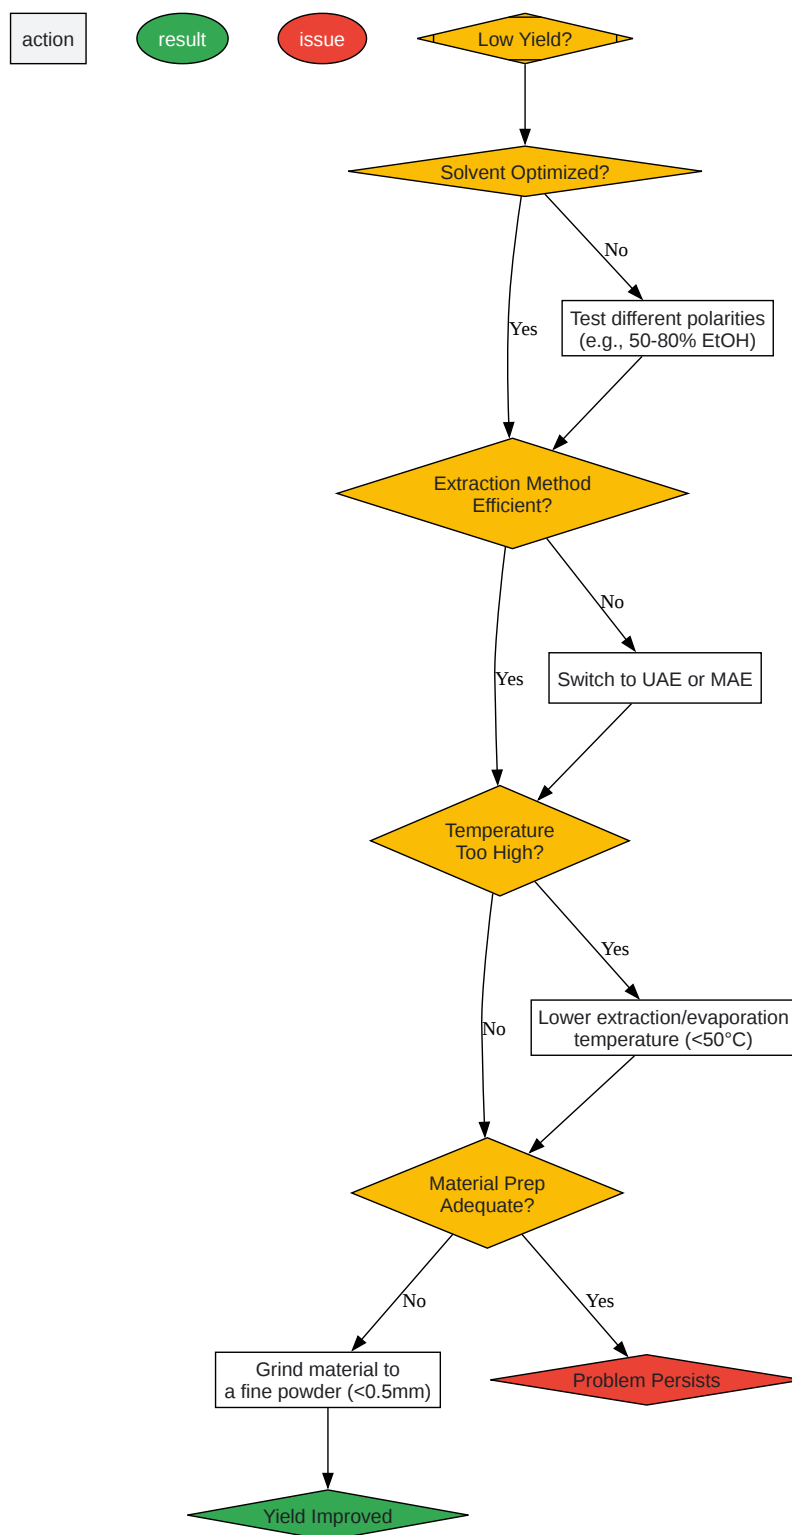 action
result
issue
Low Yield?
Solvent Optimized?
No
Yes
Test different polarities
(e.g., 50-80% EtOH)
Extraction Method
Efficient?
No
Yes
Switch to UAE or MAE
Temperature
Too High?
Yes
No
Lower extraction/evaporation
temperature (<50°C)
Material Prep
Adequate?
No
Yes
Grind material to
a fine powder (<0.5mm)
Problem Persists
Yield Improved